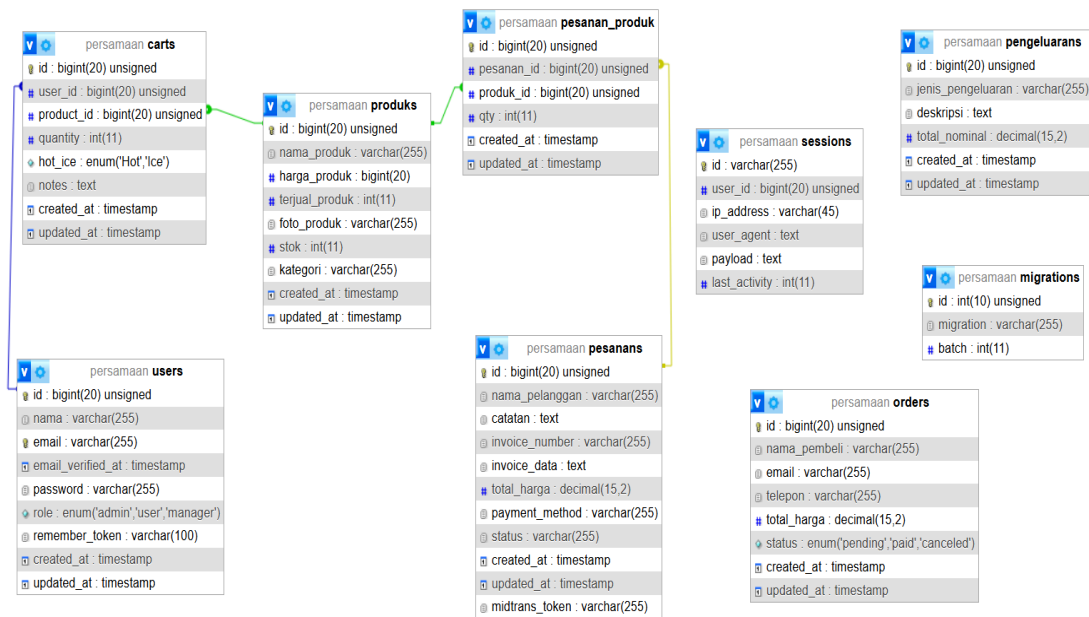 persamaan carts
id : bigint(20) unsigned
user_id : bigint(20) unsigned
product_id : bigint(20) unsigned
quantity : int(11)
hot_ice : enum('Hot','Ice')
notes : text
created_at : timestamp
updated_at : timestamp
persamaan produks
id : bigint(20) unsigned
nama_produk : varchar(255)
harga_produk : bigint(20)
terjual_produk : int(11)
foto_produk : varchar(255)
stok : int(11)
kategori : varchar(255)
created_at : timestamp
updated_at : timestamp
persamaan pesanan_produk
id : bigint(20) unsigned
pesanan_id : bigint(20) unsigned
produk_id : bigint(20) unsigned
qty : int(11)
created_at : timestamp
updated_at : timestamp
persamaan sessions
id : varchar(255)
user_id : bigint(20) unsigned
ip_address : varchar(45)
user_agent : text
payload : text
last_activity : int(11)
persamaan pengeluarans
id : bigint(20) unsigned
jenis_pengeluaran : varchar(255)
deskripsi : text
total_nominal : decimal(15,2)
created_at : timestamp
updated_at : timestamp
persamaan migrations
id : int(10) unsigned
migration : varchar(255)
batch : int(11)
persamaan users
id : bigint(20) unsigned
nama : varchar(255)
email : varchar(255)
email_verified_at : timestamp
password : varchar(255)
role : enum('admin','user','manager')
remember_token : varchar(100)
created_at : timestamp
updated_at : timestamp
persamaan pesanans
id : bigint(20) unsigned
nama_pelanggan : varchar(255)
catatan : text
invoice_number : varchar(255)
invoice_data : text
total_harga : decimal(15,2)
payment_method : varchar(255)
status : varchar(255)
created_at : timestamp
updated_at : timestamp
midtrans_token : varchar(255)
persamaan orders
id : bigint(20) unsigned
nama_pembeli : varchar(255)
email : varchar(255)
telepon : varchar(255)
total_harga : decimal(15,2)
status : enum('pending','paid','canceled')
created_at : timestamp
updated_at : timestamp